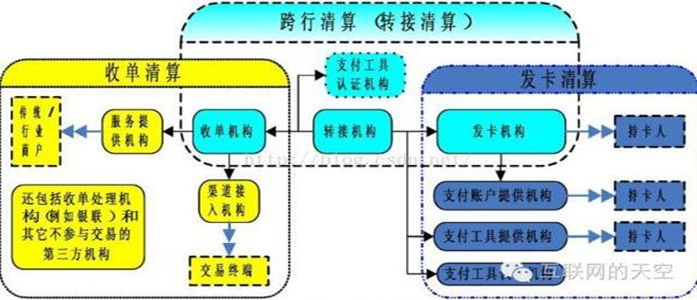 跨行清算（转接清算）
收单清算
支付工具
认证机构
发卡清算
传统/
行业
商户
服务提
供机构
收单机构
转接机构
发卡机构
持卡人
http://blog.csdn.net/
渠道接
入机构
还包括收单处理机
构(例如银联)和
其它不参与交易的
第三方机构
支付账户提供机构
持卡人
支付工具提供机构
持卡人
交易终端
支付工具
机构
互联网的天空